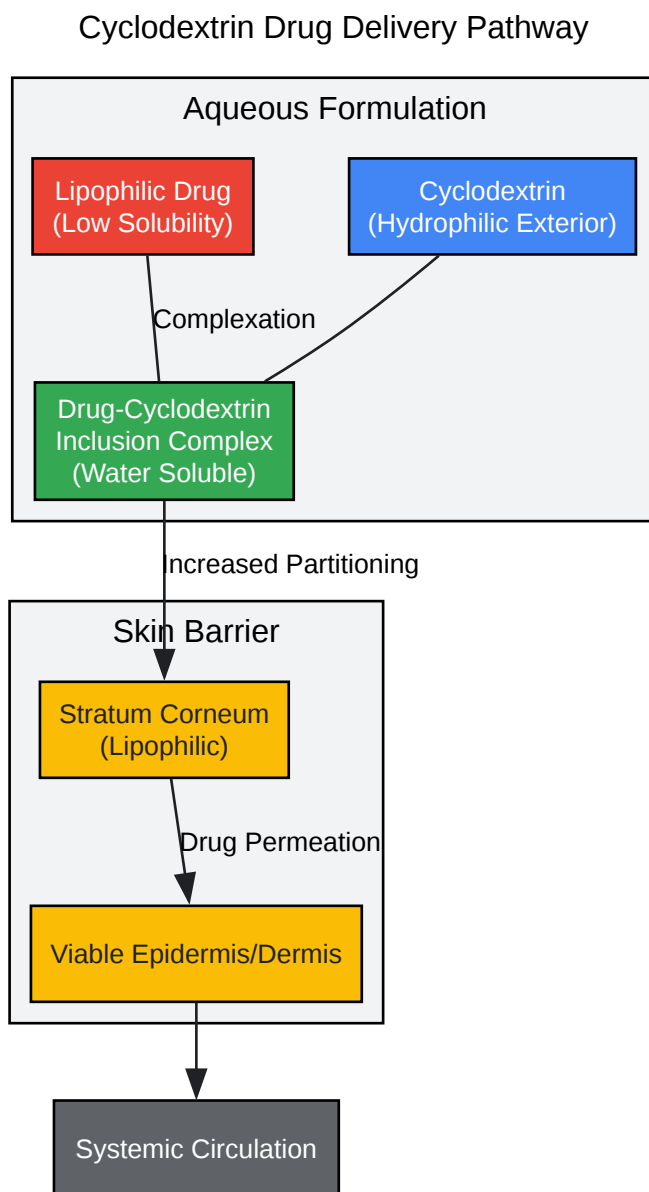 Cyclodextrin Drug Delivery Pathway
Aqueous Formulation
Lipophilic Drug
(Low Solubility)
Cyclodextrin
(Hydrophilic Exterior)
Complexation
Drug-Cyclodextrin
Inclusion Complex
(Water Soluble)
Increased Partitioning
Skin Barrier
Stratum Corneum
(Lipophilic)
Drug Permeation
Viable Epidermis/Dermis
Systemic Circulation